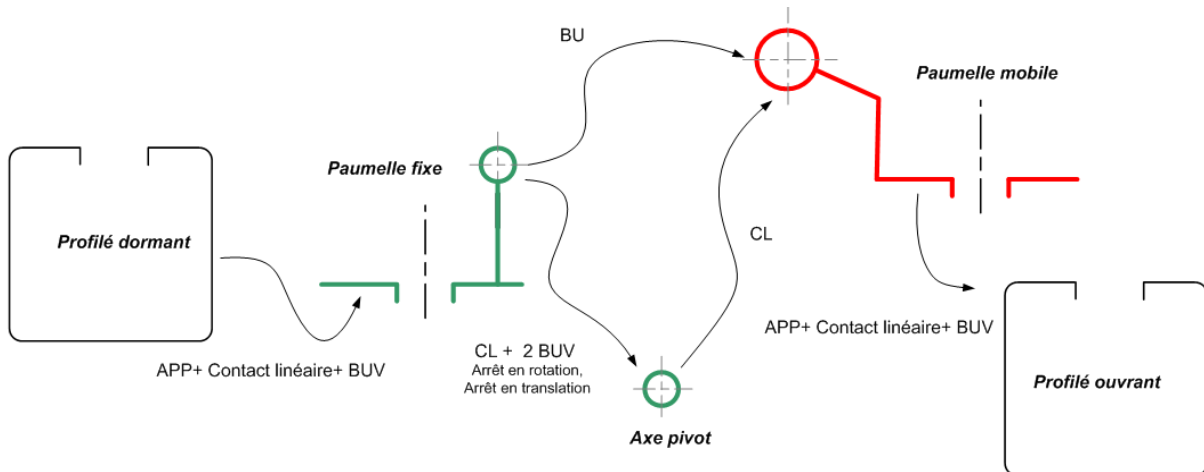 BU
Paumelle mobile
Paumelle fixe
Profilé dormant
CL
APP+ Contact linéaire+ BUV
APP+ Contact linéaire+ BUV
CL + 2 BUV
Arrêt en rotation,
Arrêt en translation
Profilé ouvrant
Axe pivot